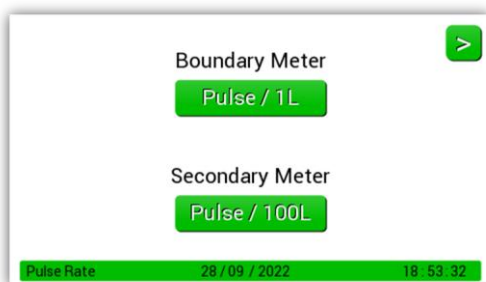 >
Boundary Meter
Pulse / 1L
Secondary Meter
Pulse / 100L
Pulse Rate 28 / 09 / 2022 18 : 53 : 32